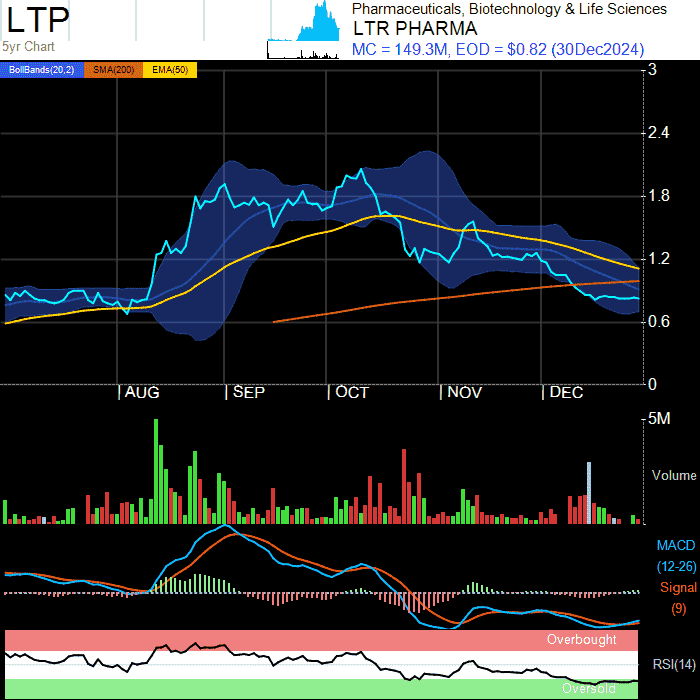 LTP
5yr Chart
Pharmaceuticals, Biotechnology & Life Sciences
LTR PHARMA
MC = 149.3M, EOD = $0.82 (30Dec2024)
BollBands(20,2) SMA(200) EMA(50)
3
2.4
1.8
1.2
0.6
0
AUG SEP OCT NOV DEC
5M
Volume
MACD
(12-26)
Signal
(9)
Overbought
RSI(14)
Oversold